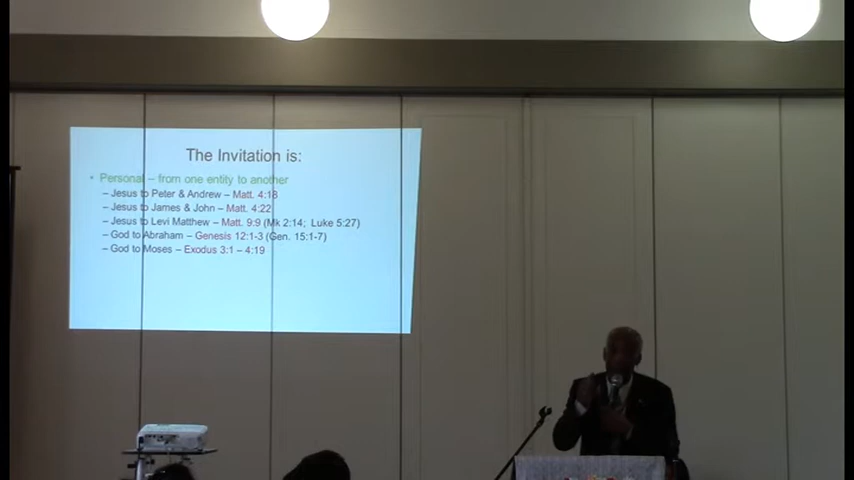 The Invitation is:
• Personal – from one entity to another
– Jesus to Peter & Andrew – Matt. 4:18
– Jesus to James & John – Matt. 4:22
– Jesus to Levi Matthew – Matt. 9:9 (Mk 2:14; Luke 5:27)
– God to Abraham – Genesis 12:1-3 (Gen. 15:1-7)
– God to Moses – Exodus 3:1 – 4:19